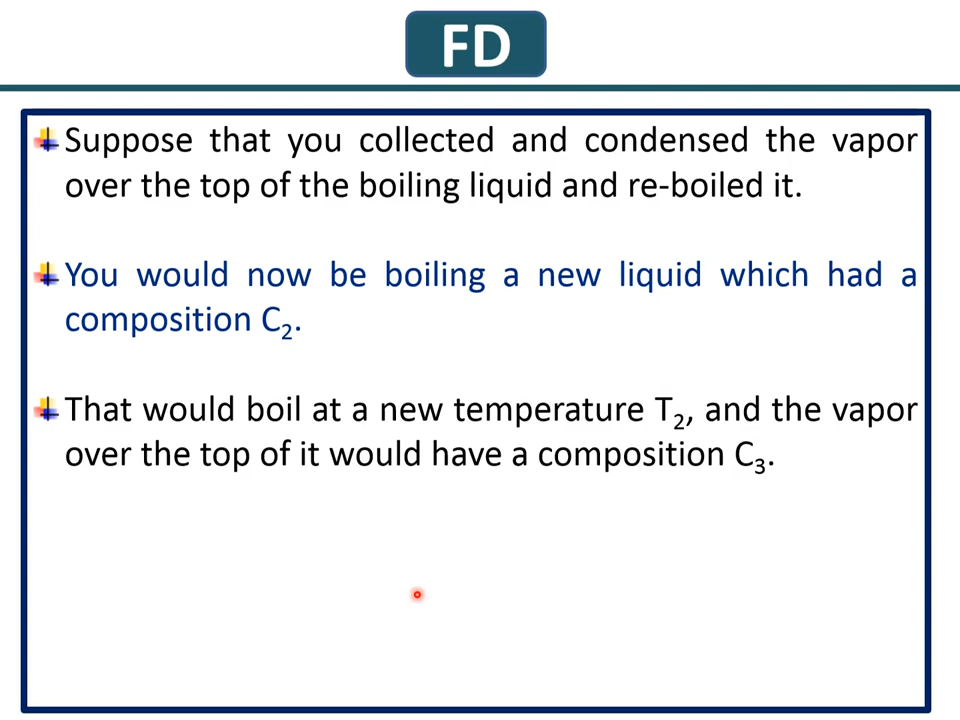 FD
Suppose that you collected and condensed the vapor
over the top of the boiling liquid and re-boiled it.
You would now be boiling a new liquid which had a
composition C₂.
That would boil at a new temperature T₂, and the vapor
over the top of it would have a composition C₃.